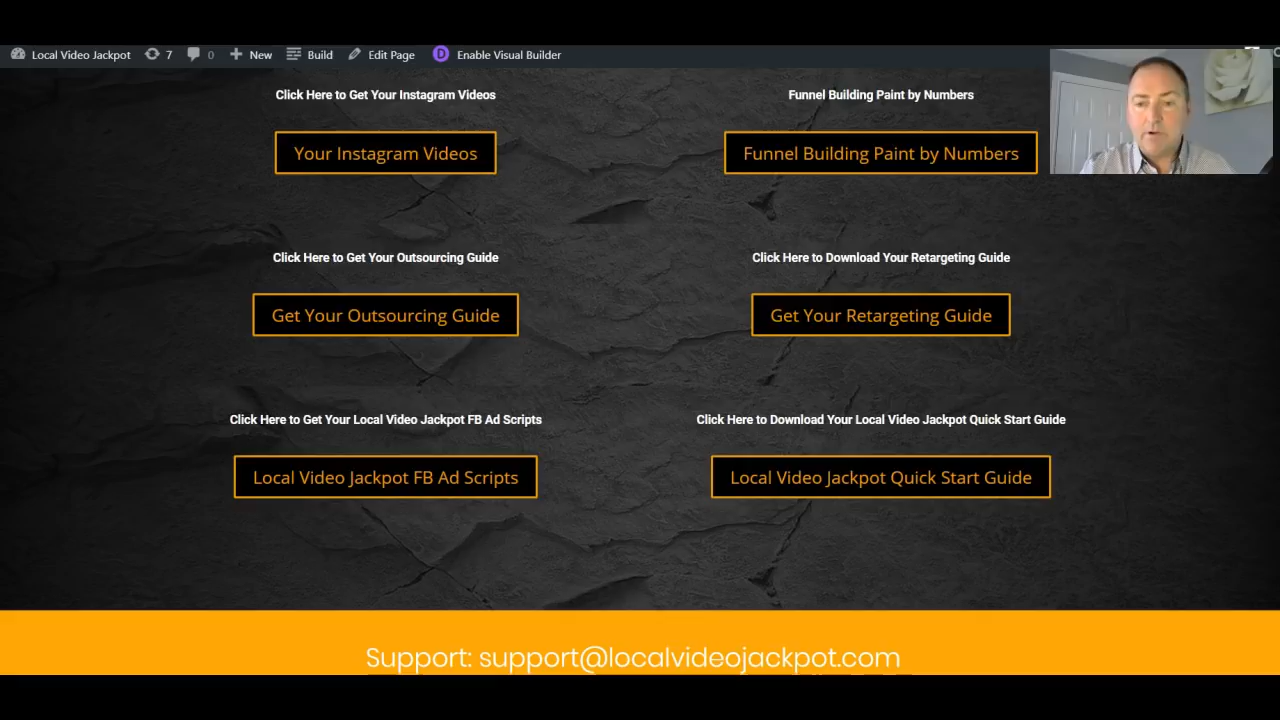 Local Video Jackpot 7 0 New Build Edit Page D Enable Visual Builder
Click Here to Get Your Instagram Videos
Your Instagram Videos
Funnel Building Paint by Numbers
Funnel Building Paint by Numbers
Click Here to Get Your Outsourcing Guide
Get Your Outsourcing Guide
Click Here to Download Your Retargeting Guide
Get Your Retargeting Guide
Click Here to Get Your Local Video Jackpot FB Ad Scripts
Local Video Jackpot FB Ad Scripts
Click Here to Download Your Local Video Jackpot Quick Start Guide
Local Video Jackpot Quick Start Guide
Support: support@localvideojackpot.com